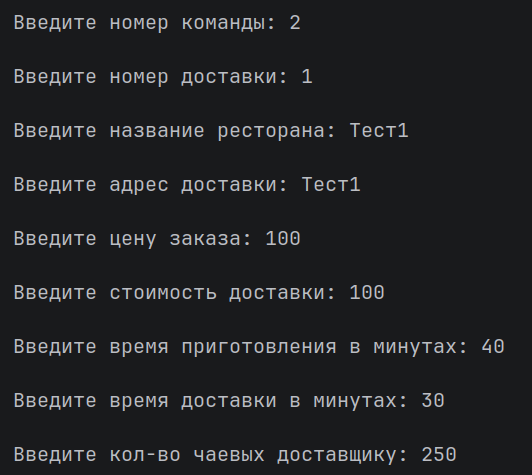 Введите номер команды: 2
Введите номер доставки: 1
Введите название ресторана: Тест1
Введите адрес доставки: Тест1
Введите цену заказа: 100
Введите стоимость доставки: 100
Введите время приготовления в минутах: 40
Введите время доставки в минутах: 30
Введите кол-во чаевых доставщику: 250